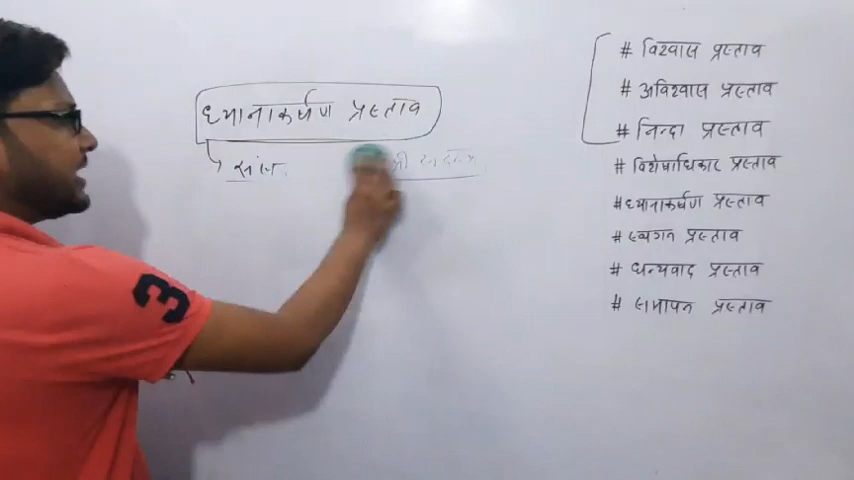 ध्यानाकर्षण प्रस्ताव
# विश्वास प्रस्ताव
# अविश्वास प्रस्ताव
# निन्दा प्रस्ताव
# विशेषाधिकार प्रस्ताव
# ध्यानाकर्षण प्रस्ताव
# स्थगन प्रस्ताव
# धन्यवाद प्रस्ताव
# समापन प्रस्ताव
3